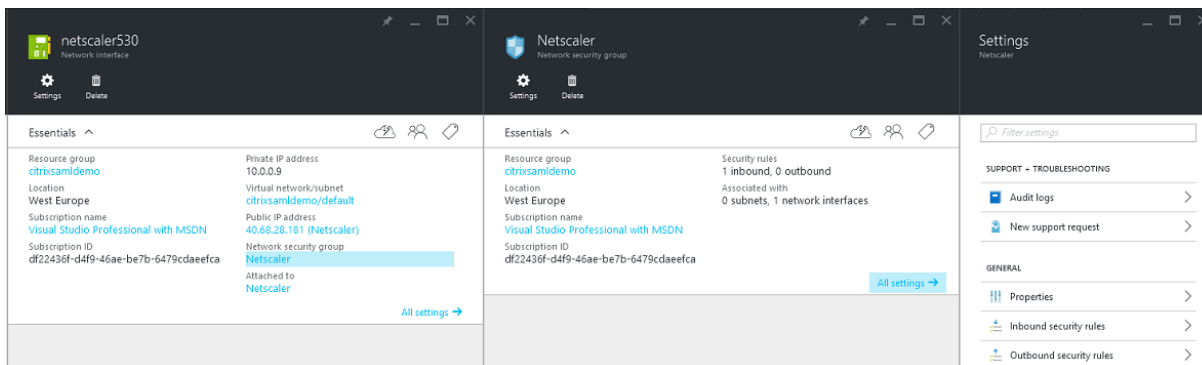 netscaler530
Network interface
Settings
Delete
Essentials
Resource group
citrixsamldemo
Location
West Europe
Subscription name
Visual Studio Professional with MSDN
Subscription ID
df22436f-d4f9-46ae-be7b-6479cdaeefca
Private IP address
10.0.0.9
Virtual network/subnet
citrixsamldemo/default
Public IP address
40.68.28.181 (Netscaler)
Network security group
Netscaler
Attached to
Netscaler
All settings
Netscaler
Network security group
Settings
Delete
Essentials
Resource group
citrixsamldemo
Location
West Europe
Subscription name
Visual Studio Professional with MSDN
Subscription ID
df22436f-d4f9-46ae-be7b-6479cdaeefca
Security rules
1 inbound, 0 outbound
Associated with
0 subnets, 1 network interfaces
All settings
Settings
Netscaler
Filter settings
SUPPORT + TROUBLESHOOTING
Audit logs
New support request
GENERAL
Properties
Inbound security rules
Outbound security rules